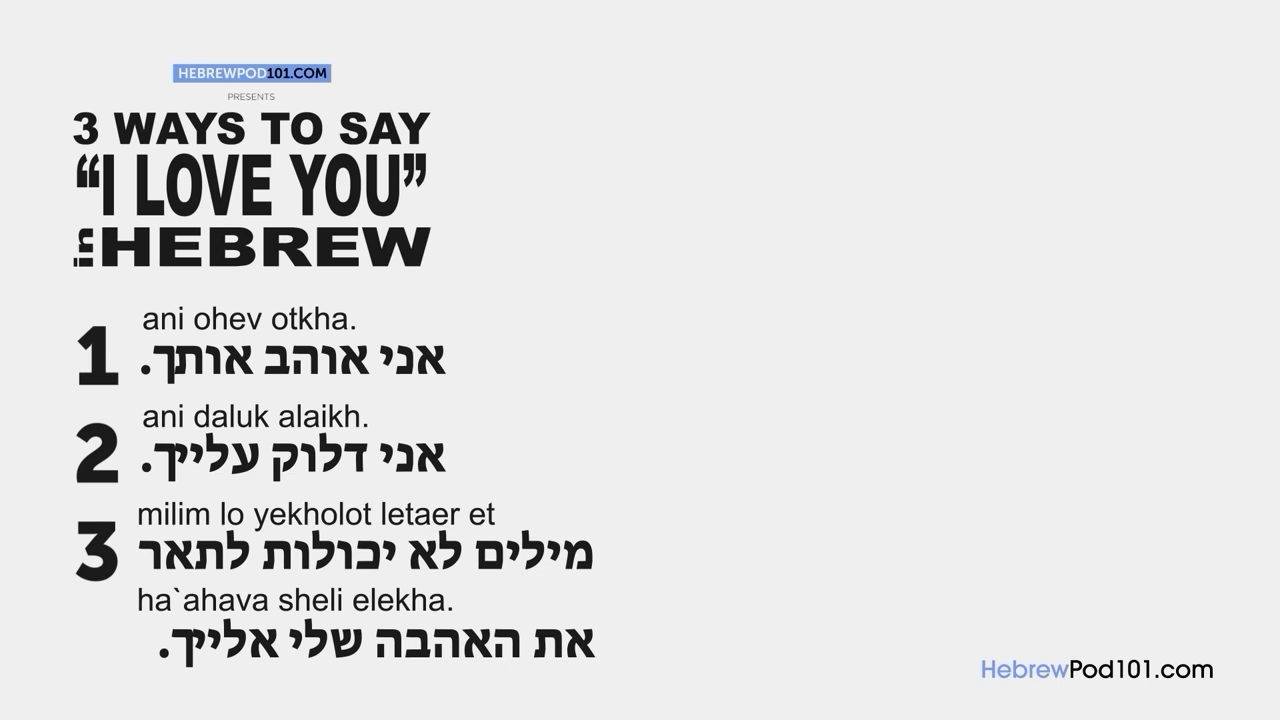 HEBREWPOD101.COM
PRESENTS
3 WAYS TO SAY
“I LOVE YOU”
in HEBREW
1
ani ohev otkha.
אני אוהב אותך.
2
ani daluk alaikh.
אני דלוק עלייך.
3
milim lo yekholot letaer et
מילים לא יכולות לתאר
ha`ahava sheli elekha.
את האהבה שלי אלייך.
HebrewPod101.com